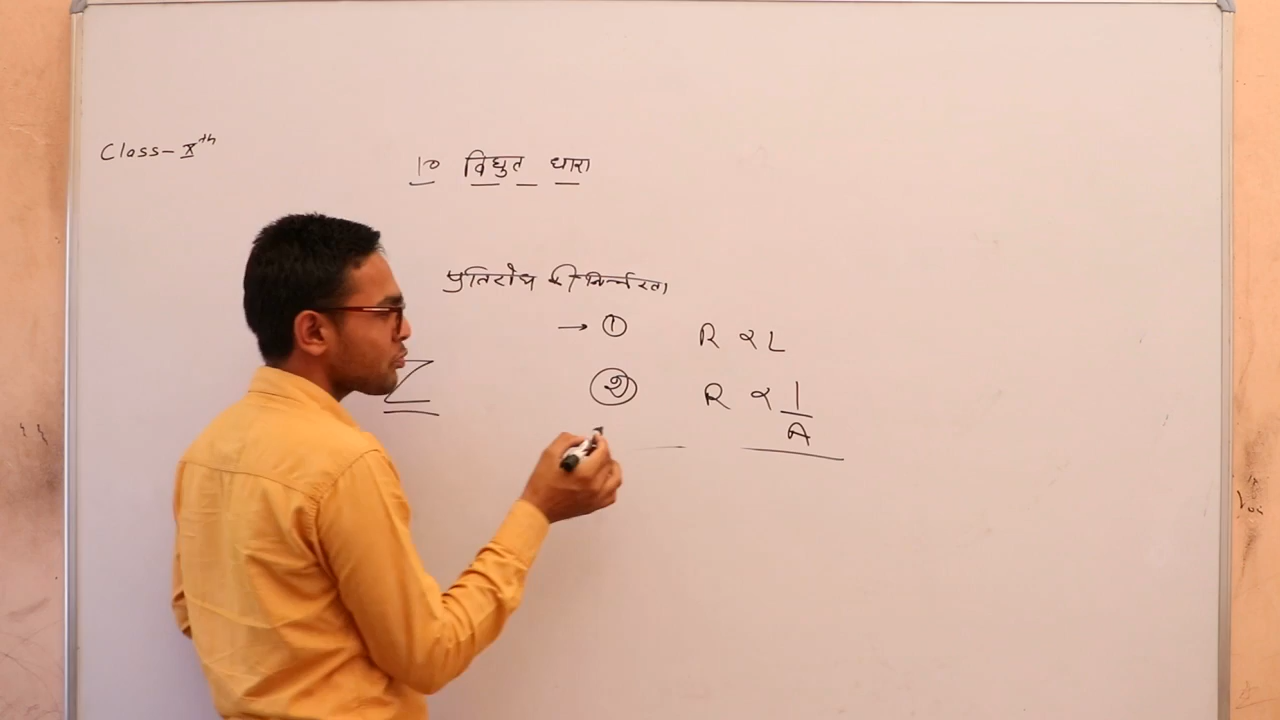 Class-Xth
10 विद्युत धारा
प्रतिरोध की निर्भरता
→ ① R ∝ L
② R ∝ 1/A